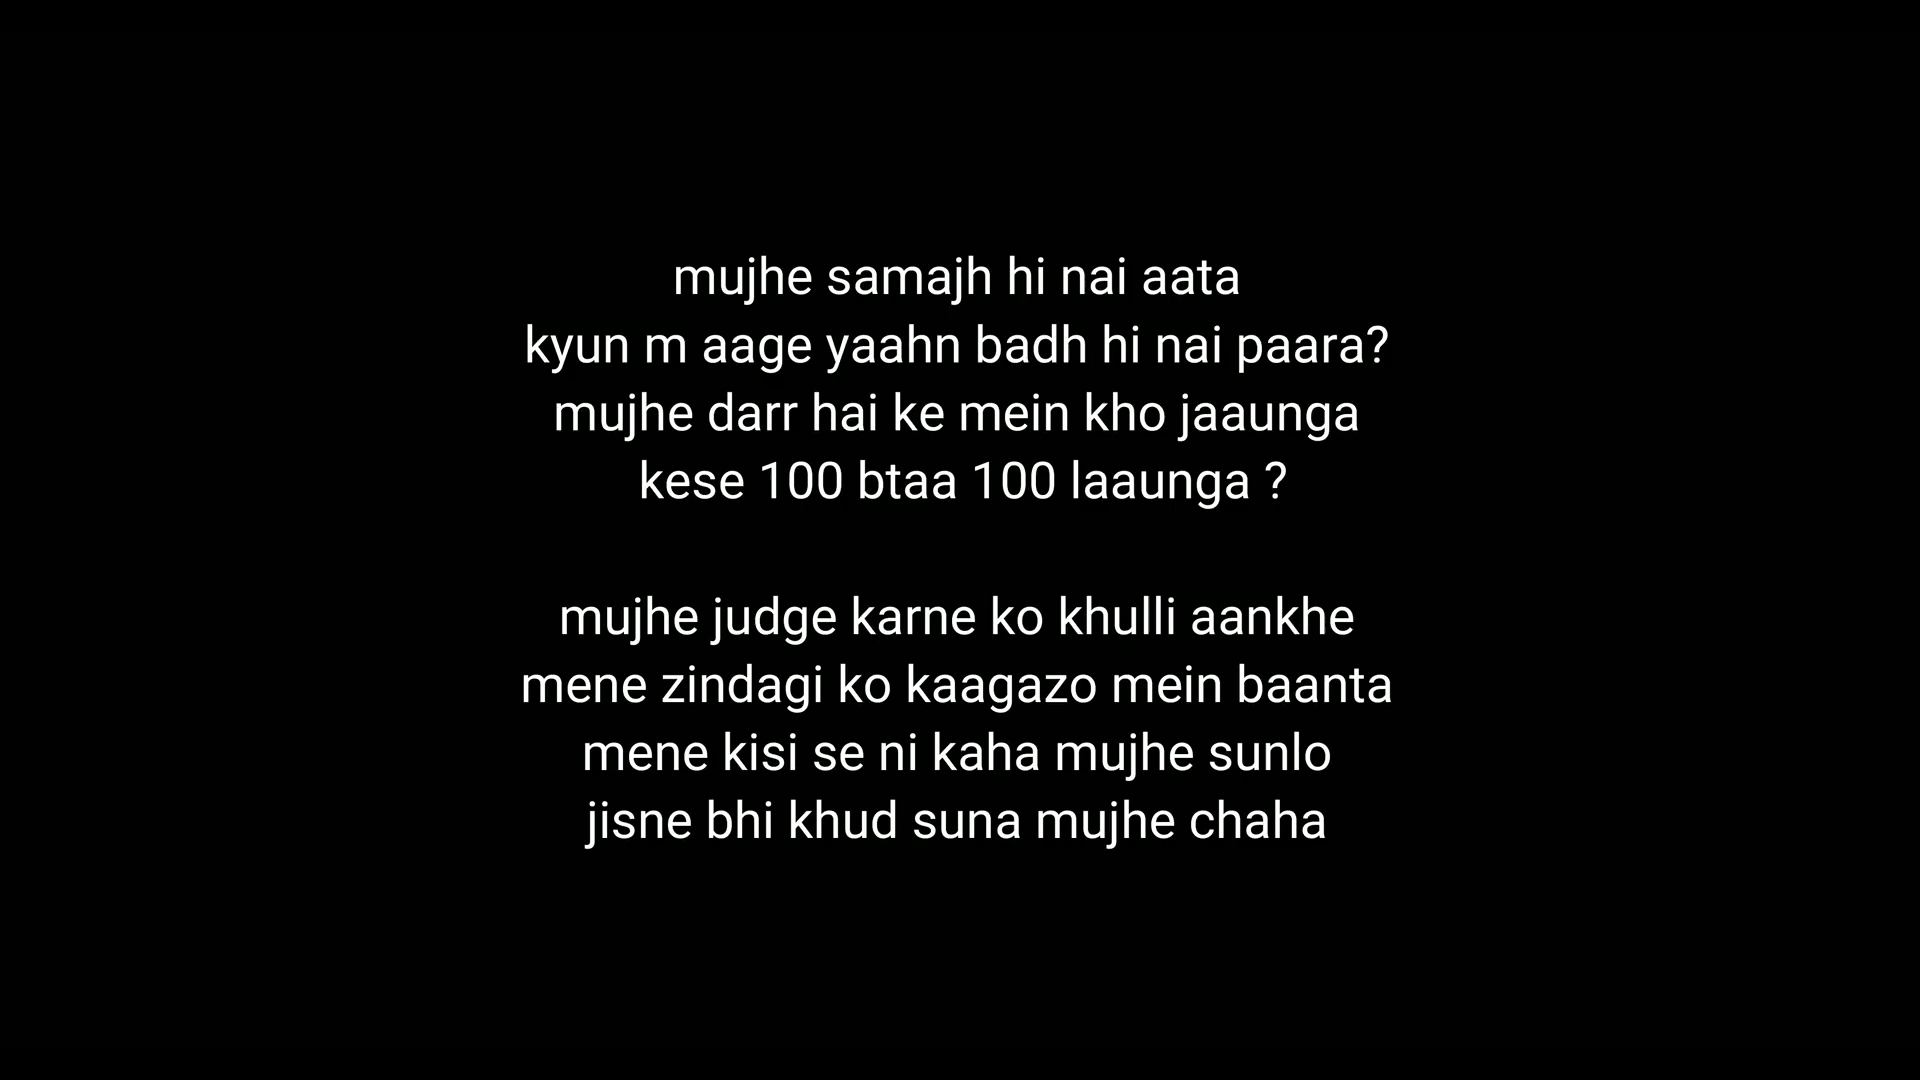 mujhe samajh hi nai aata
kyun m aage yaahn badh hi nai paara?
mujhe darr hai ke mein kho jaaunga
kese 100 btaa 100 laaunga ?
mujhe judge karne ko khulli aankhe
mene zindagi ko kaagazo mein baanta
mene kisi se ni kaha mujhe sunlo
jisne bhi khud suna mujhe chaha